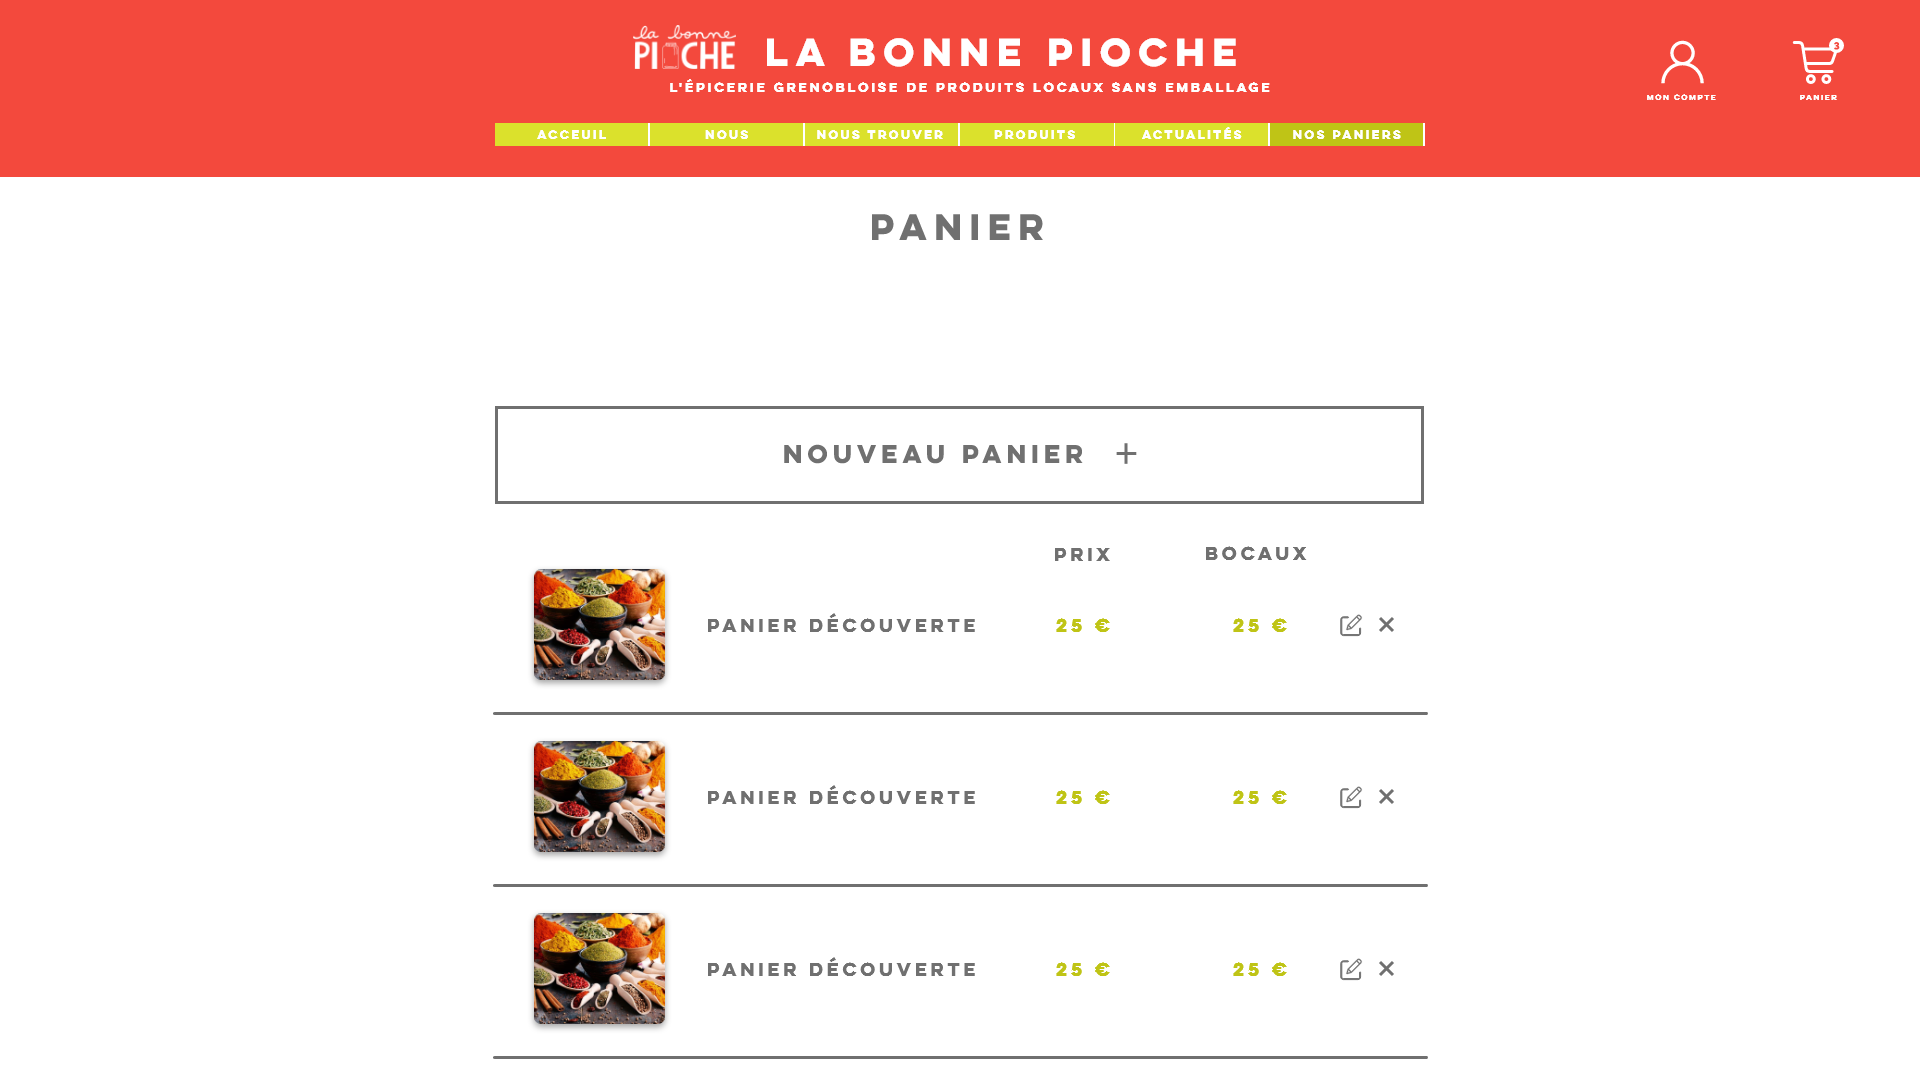 la bonne
PIOCHE
LA BONNE PIOCHE
L'ÉPICERIE GRENOBLOISE DE PRODUITS LOCAUX SANS EMBALLAGE
MON COMPTE
3
PANIER
ACCEUIL
NOUS
NOUS TROUVER
PRODUITS
ACTUALITÉS
NOS PANIERS
PANIER
NOUVEAU PANIER +
PRIX
BOCAUX
PANIER DÉCOUVERTE
25 €
25 €
PANIER DÉCOUVERTE
25 €
25 €
PANIER DÉCOUVERTE
25 €
25 €